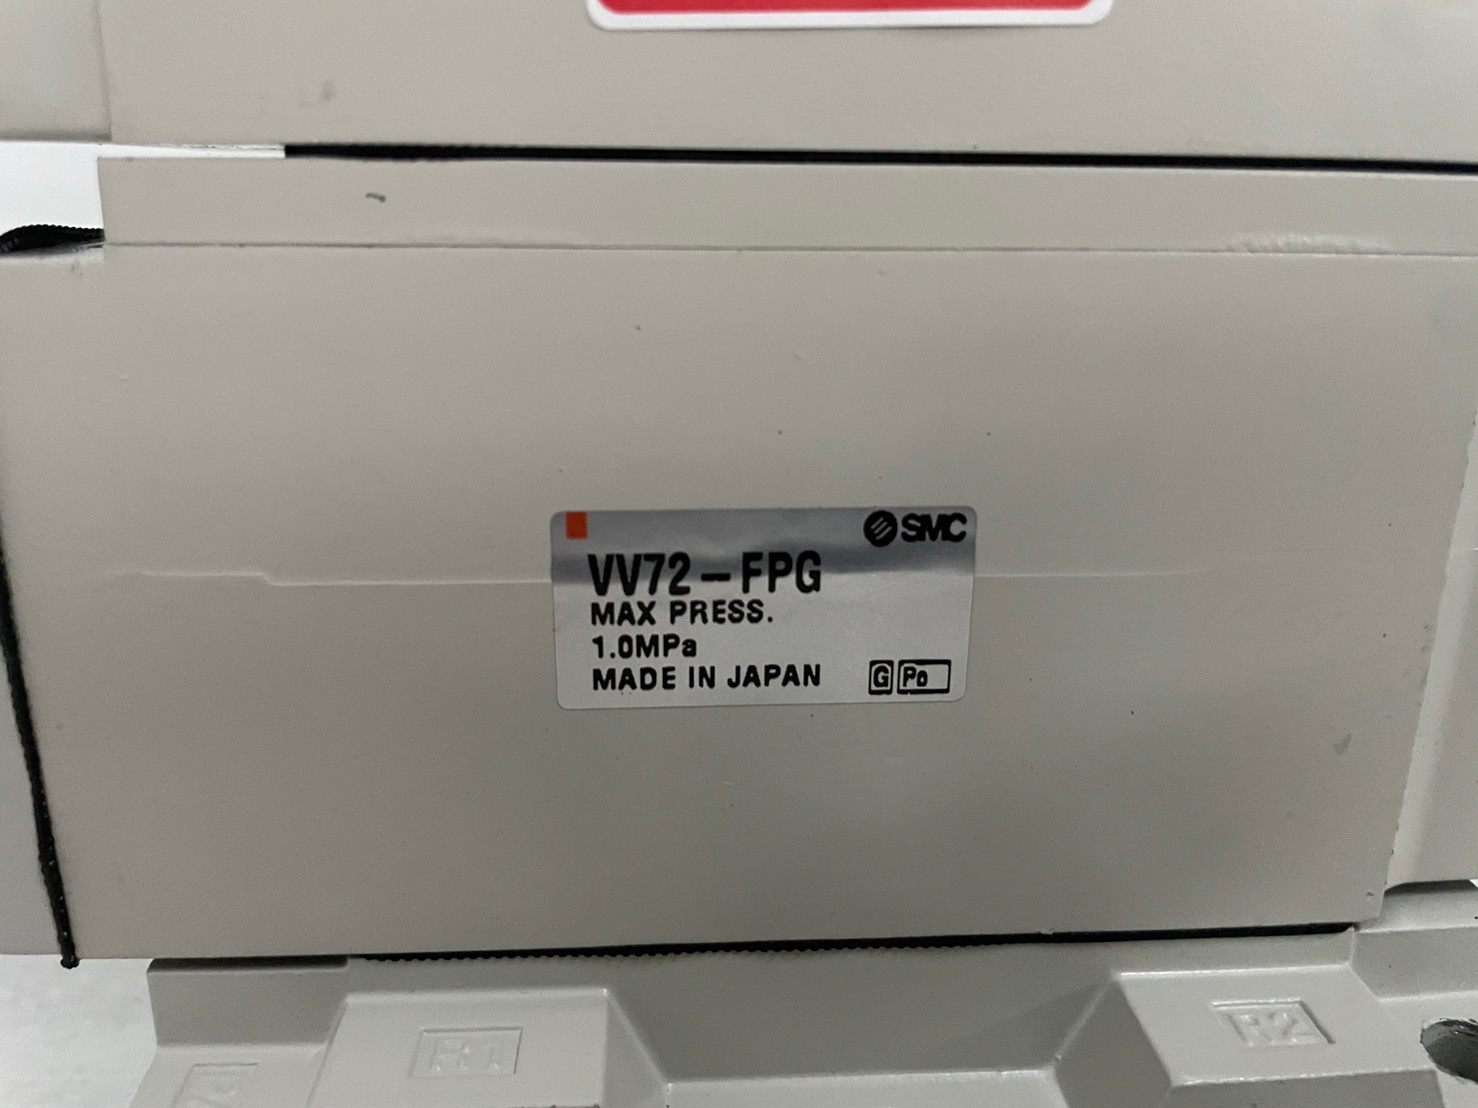 SMC
VV72-FPG
MAX PRESS.
1.0MPa
MADE IN JAPAN
G Po
R1
R2